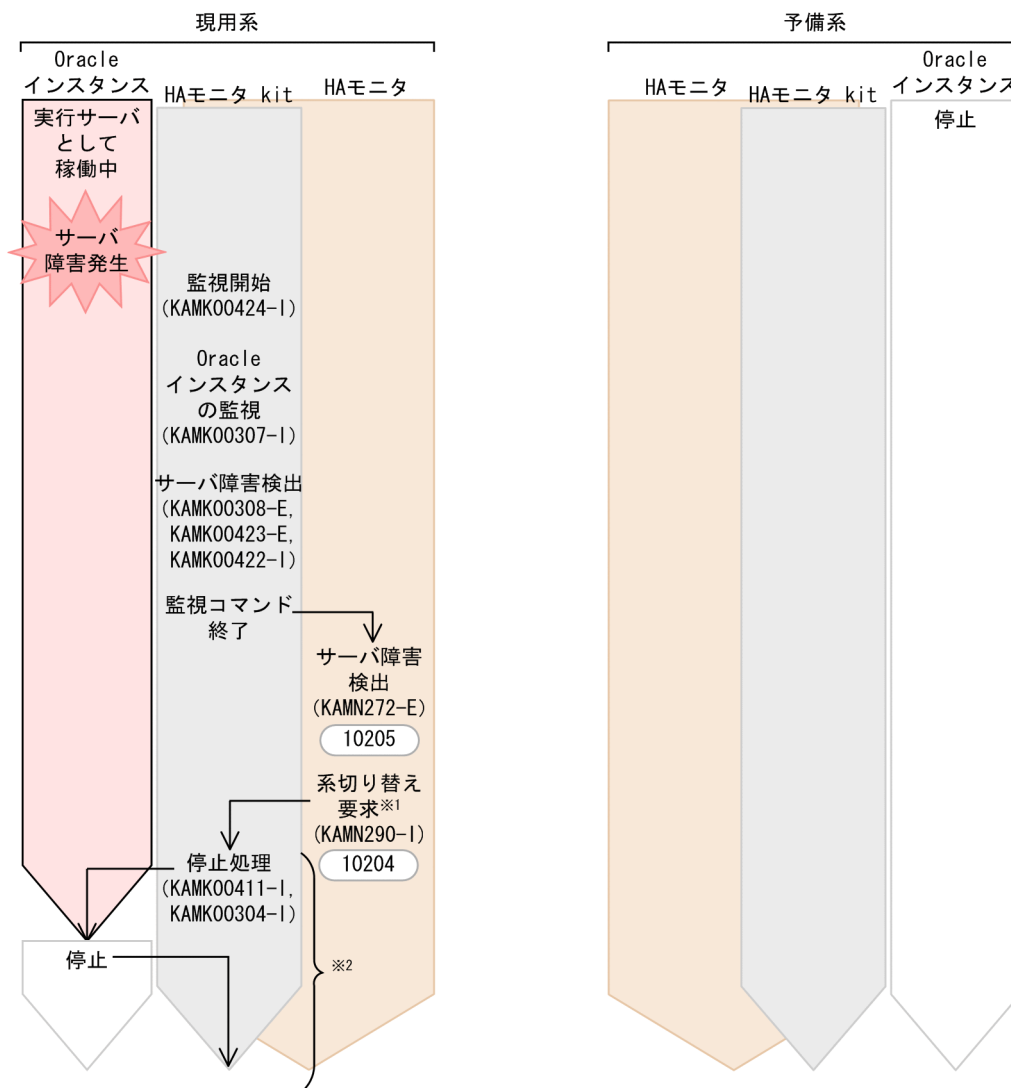 現用系
Oracle
インスタンス
HAモニタ kit
HAモニタ
実行サーバ
として
稼働中
サーバ
障害発生
監視開始
(KAMK00424-I)
Oracle
インスタンス
の監視
(KAMK00307-I)
サーバ障害検出
(KAMK00308-E,
KAMK00423-E,
KAMK00422-I)
監視コマンド
終了
サーバ障害
検出
(KAMN272-E)
10205
系切り替え
要求※1
(KAMN290-I)
10204
停止処理
(KAMK00411-I,
KAMK00304-I)
停止
※2
予備系
HAモニタ
HAモニタ kit
Oracle
インスタンス
停止